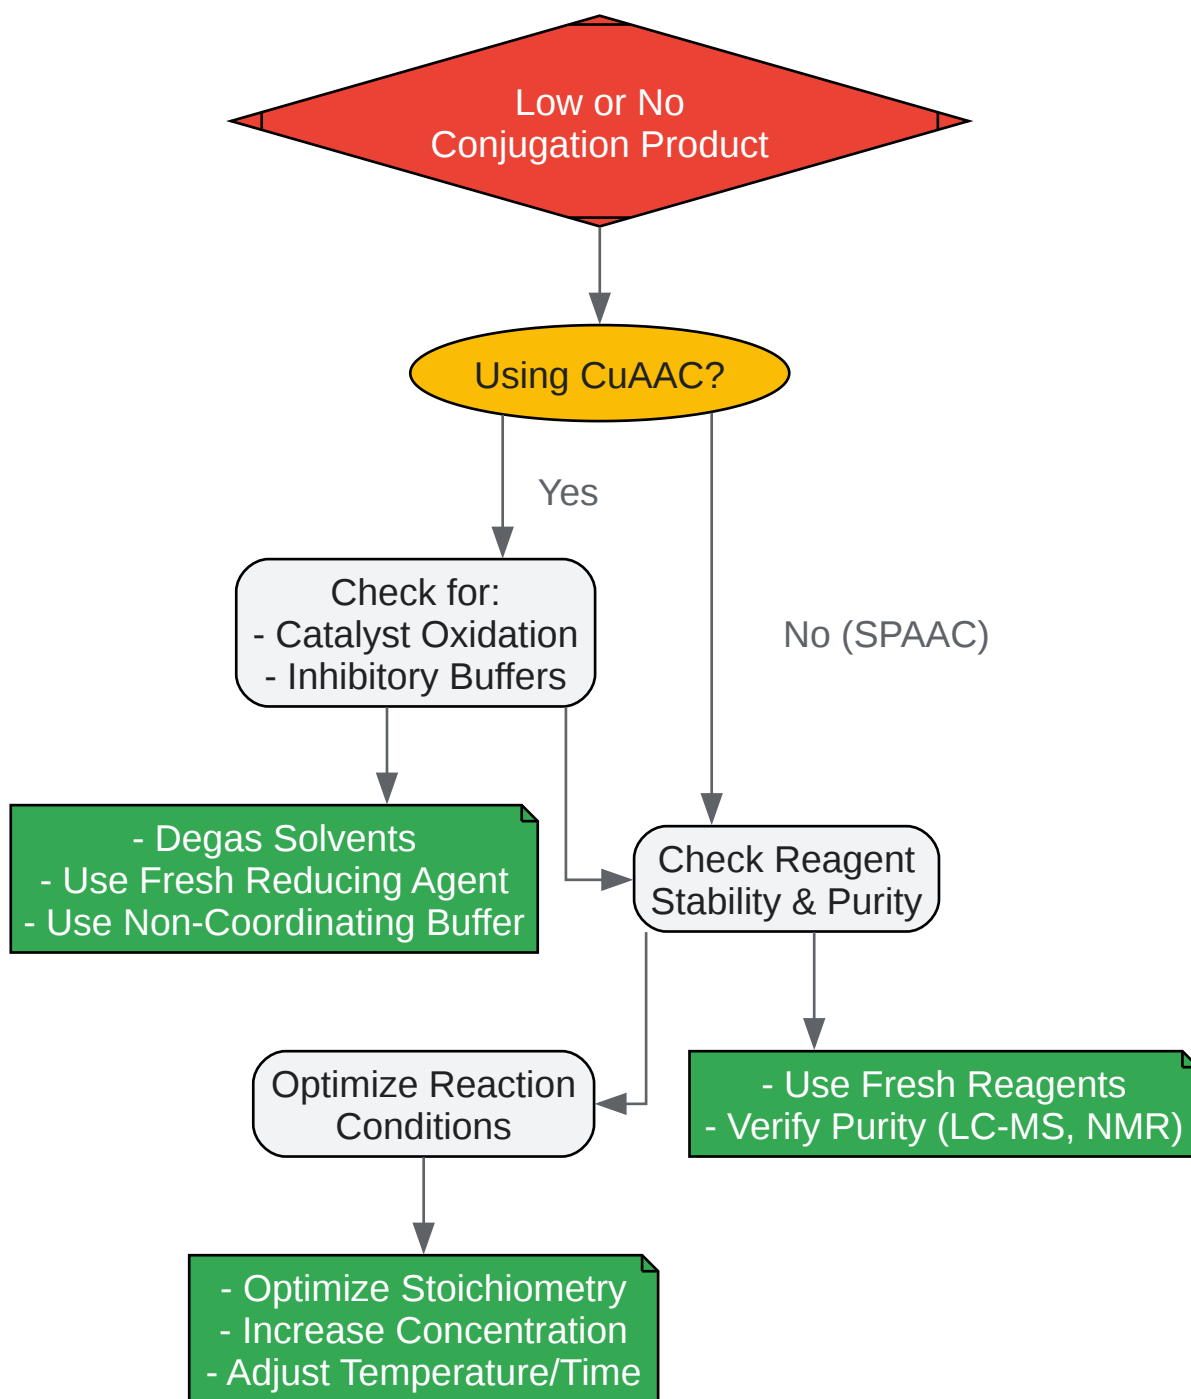 Low or No
Conjugation Product
Using CuAAC?
Yes
Check for:
- Catalyst Oxidation
- Inhibitory Buffers
No (SPAAC)
- Degas Solvents
- Use Fresh Reducing Agent
- Use Non-Coordinating Buffer
Check Reagent
Stability & Purity
Optimize Reaction
Conditions
- Use Fresh Reagents
- Verify Purity (LC-MS, NMR)
- Optimize Stoichiometry
- Increase Concentration
- Adjust Temperature/Time